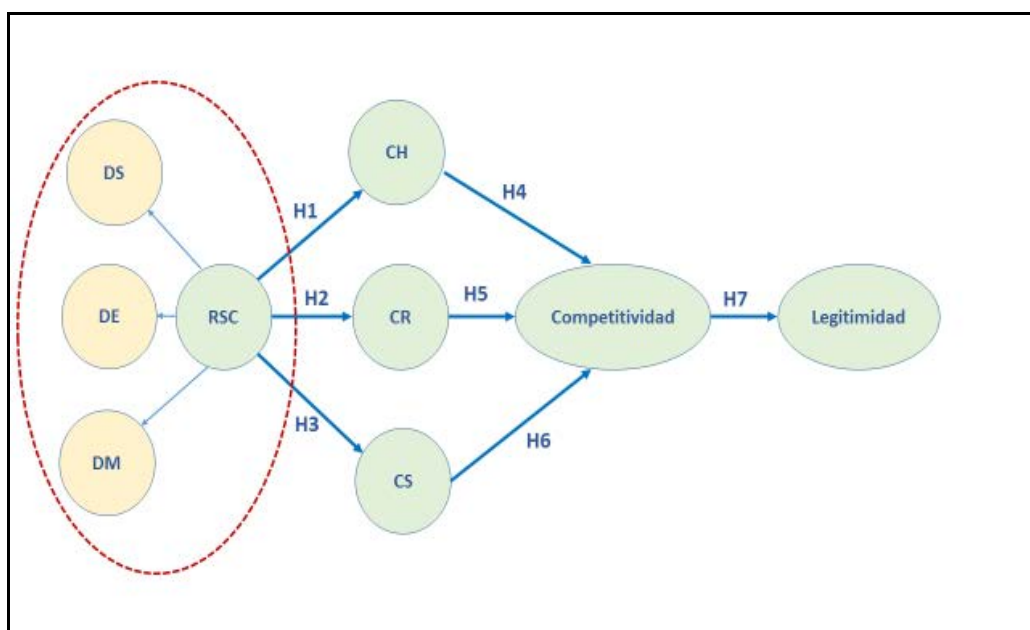 DS
CH
H1
H4
DE
RSC
H2
CR
H5
Competitividad
H7
Legitimidad
H3
H6
DM
CS